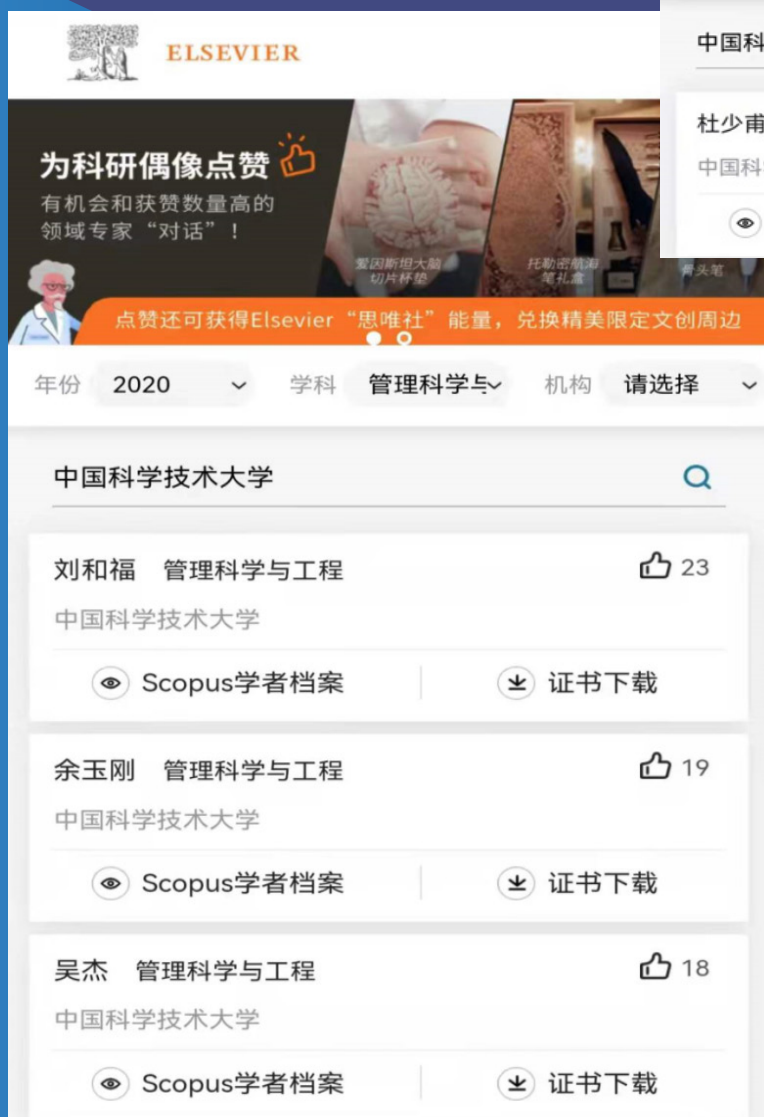 ELSEVIER
为科研偶像点赞
有机会和获赞数量高的
领域专家“对话”！
爱因斯坦大脑
切片杯垫
托勒密航海
笔礼盒
骨头笔
点赞还可获得Elsevier“思唯社”能量，兑换精美限定文创周边
年份 2020 学科 管理科学与 机构 请选择
中国科学技术大学
刘和福 管理科学与工程 23
中国科学技术大学
Scopus学者档案 证书下载
余玉刚 管理科学与工程 19
中国科学技术大学
Scopus学者档案 证书下载
吴杰 管理科学与工程 18
中国科学技术大学
Scopus学者档案 证书下载
中国科
杜少甫
中国科